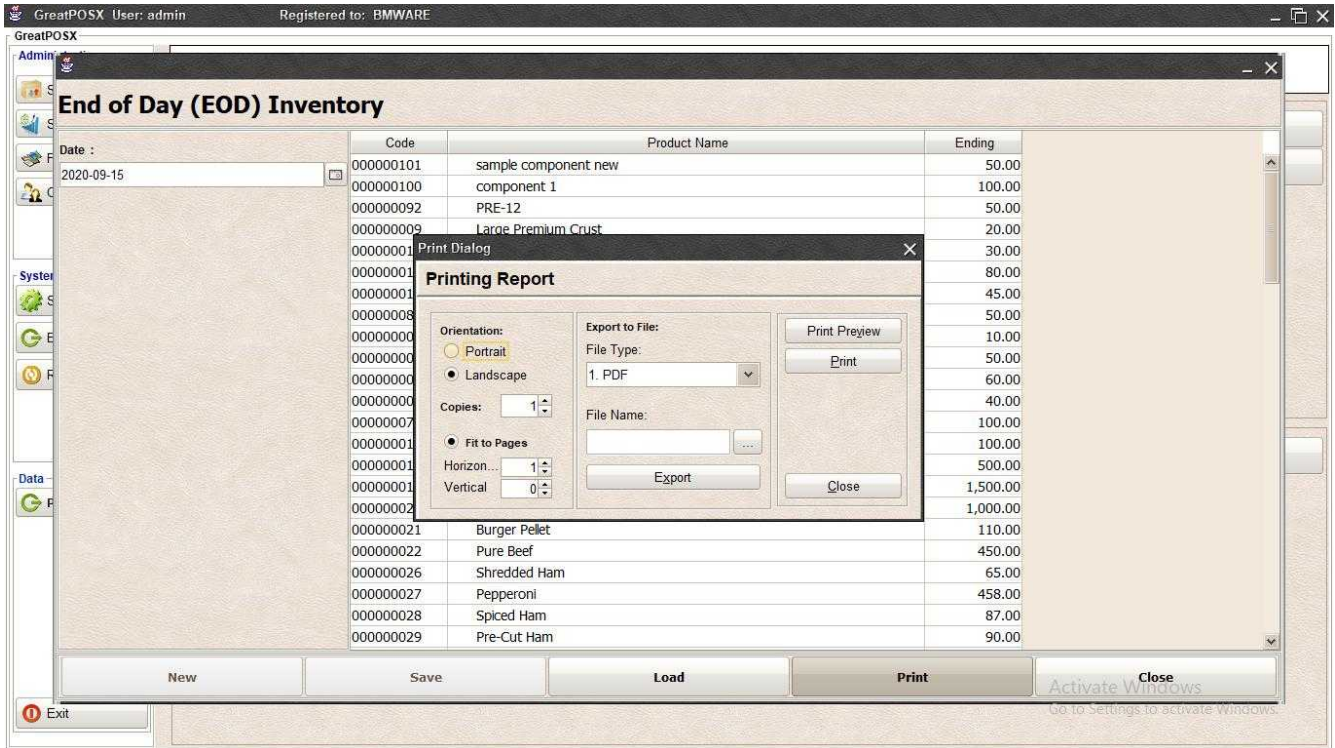 GreatPOSX User: admin Registered to: BMWARE
GreatPOSX
End of Day (EOD) Inventory
Date :
2020-09-15
Code Product Name Ending
000000101 sample component new 50.00
000000100 component 1 100.00
000000092 PRE-12 50.00
000000009 Large Premium Crust 20.00
30.00
80.00
45.00
50.00
10.00
50.00
60.00
40.00
100.00
100.00
500.00
1,500.00
1,000.00
Print Dialog
Printing Report
Orientation:
Portrait
Landscape
Copies: 1
Fit to Pages
Horizon... 1
Vertical 0
Export to File:
File Type:
1. PDF
File Name:
...
Export
Print Preview
Print
Close
000000021 Burger Pellet 110.00
000000022 Pure Beef 450.00
000000026 Shredded Ham 65.00
000000027 Pepperoni 458.00
000000028 Spiced Ham 87.00
000000029 Pre-Cut Ham 90.00
New Save Load Print Close
Activate Windows
Go to Settings to activate Windows.
System
Data
Exit